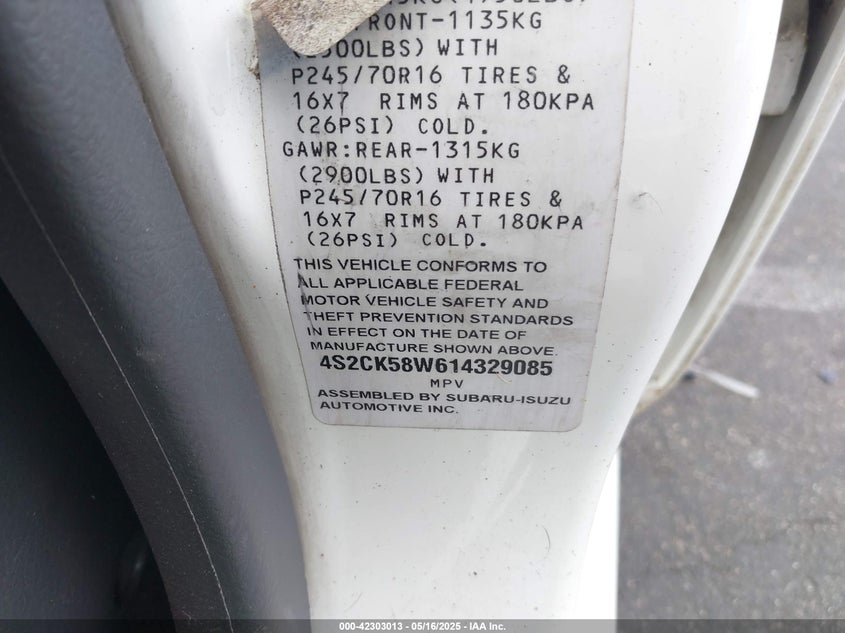 FRONT-1135KG
(2500LBS) WITH
P245/70R16 TIRES &
16X7 RIMS AT 180KPA
(26PSI) COLD.
GAWR:REAR-1315KG
(2900LBS) WITH
P245/70R16 TIRES &
16X7 RIMS AT 180KPA
(26PSI) COLD.
THIS VEHICLE CONFORMS TO
ALL APPLICABLE FEDERAL
MOTOR VEHICLE SAFETY AND
THEFT PREVENTION STANDARDS
IN EFFECT ON THE DATE OF
MANUFACTURE SHOWN ABOVE.
4S2CK58W614329085
MPV
ASSEMBLED BY SUBARU-ISUZU
AUTOMOTIVE INC.
000-42303013 - 05/16/2025 - IAA Inc.